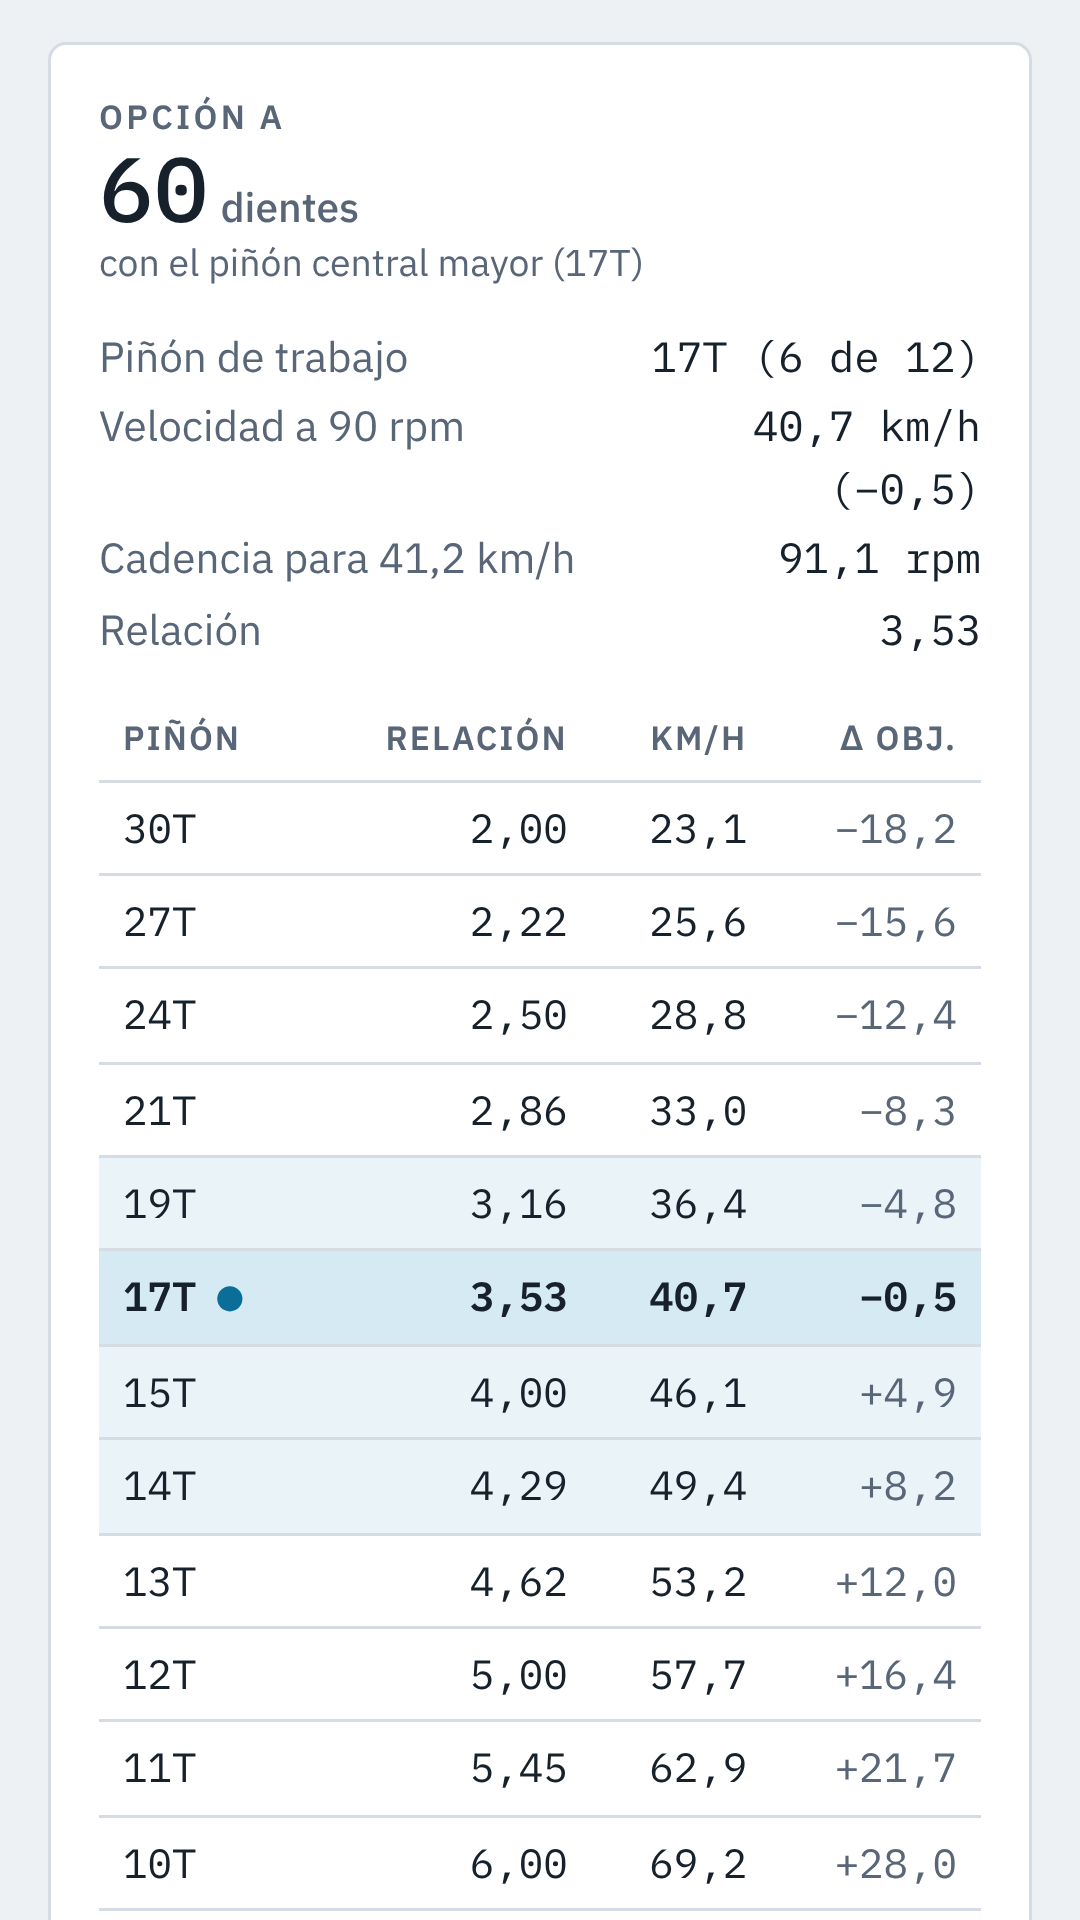 OPCIÓN A
60 dientes
con el piñón central mayor (17T)
Piñón de trabajo 17T (6 de 12)
Velocidad a 90 rpm 40,7 km/h
(−0,5)
Cadencia para 41,2 km/h 91,1 rpm
Relación 3,53
PIÑÓN RELACIÓN KM/H Δ OBJ.
30T 2,00 23,1 −18,2
27T 2,22 25,6 −15,6
24T 2,50 28,8 −12,4
21T 2,86 33,0 −8,3
19T 3,16 36,4 −4,8
17T 3,53 40,7 −0,5
15T 4,00 46,1 +4,9
14T 4,29 49,4 +8,2
13T 4,62 53,2 +12,0
12T 5,00 57,7 +16,4
11T 5,45 62,9 +21,7
10T 6,00 69,2 +28,0